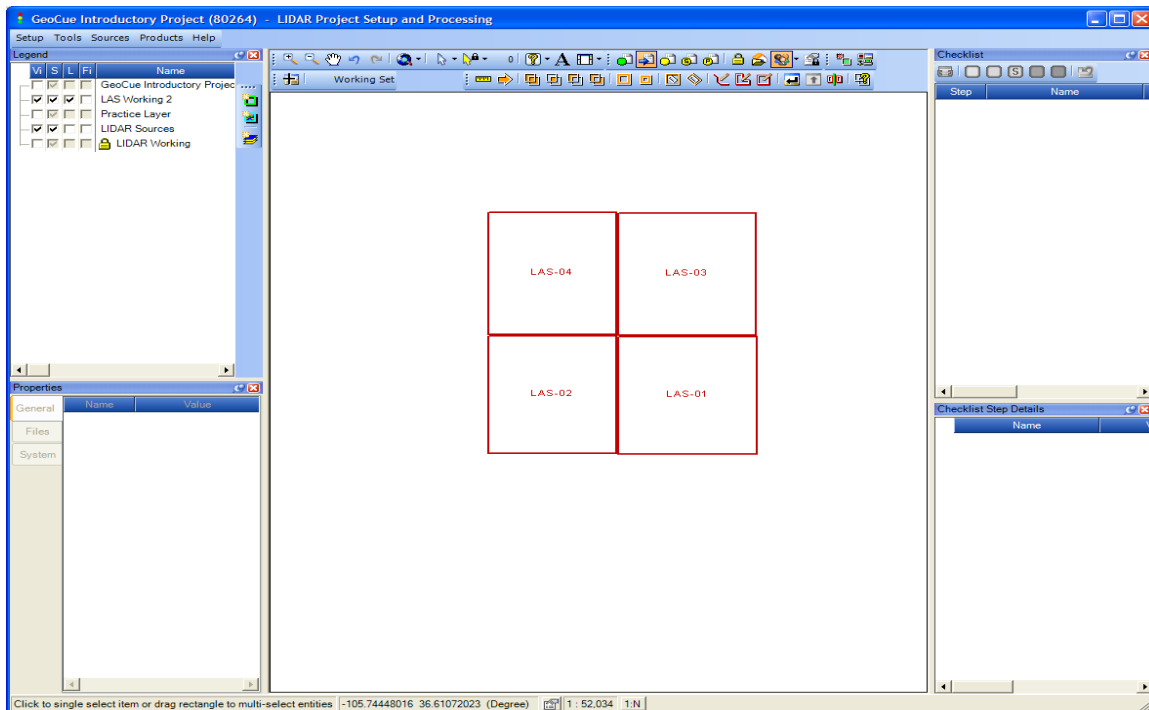 GeoCue Introductory Project (80264) - LIDAR Project Setup and Processing
Setup Tools Sources Products Help
Legend
Vi S L Fi Name
GeoCue Introductory Projec
LAS Working 2
Practice Layer
LIDAR Sources
LIDAR Working
Properties
General
Files
System
Name Value
0
Working Set
LAS-04 LAS-03
LAS-02 LAS-01
Checklist
S
Step Name
Checklist Step Details
Name V
Click to single select item or drag rectangle to multi-select entities -105.74448016 36.61072023 (Degree) 1 : 52,034 1:N